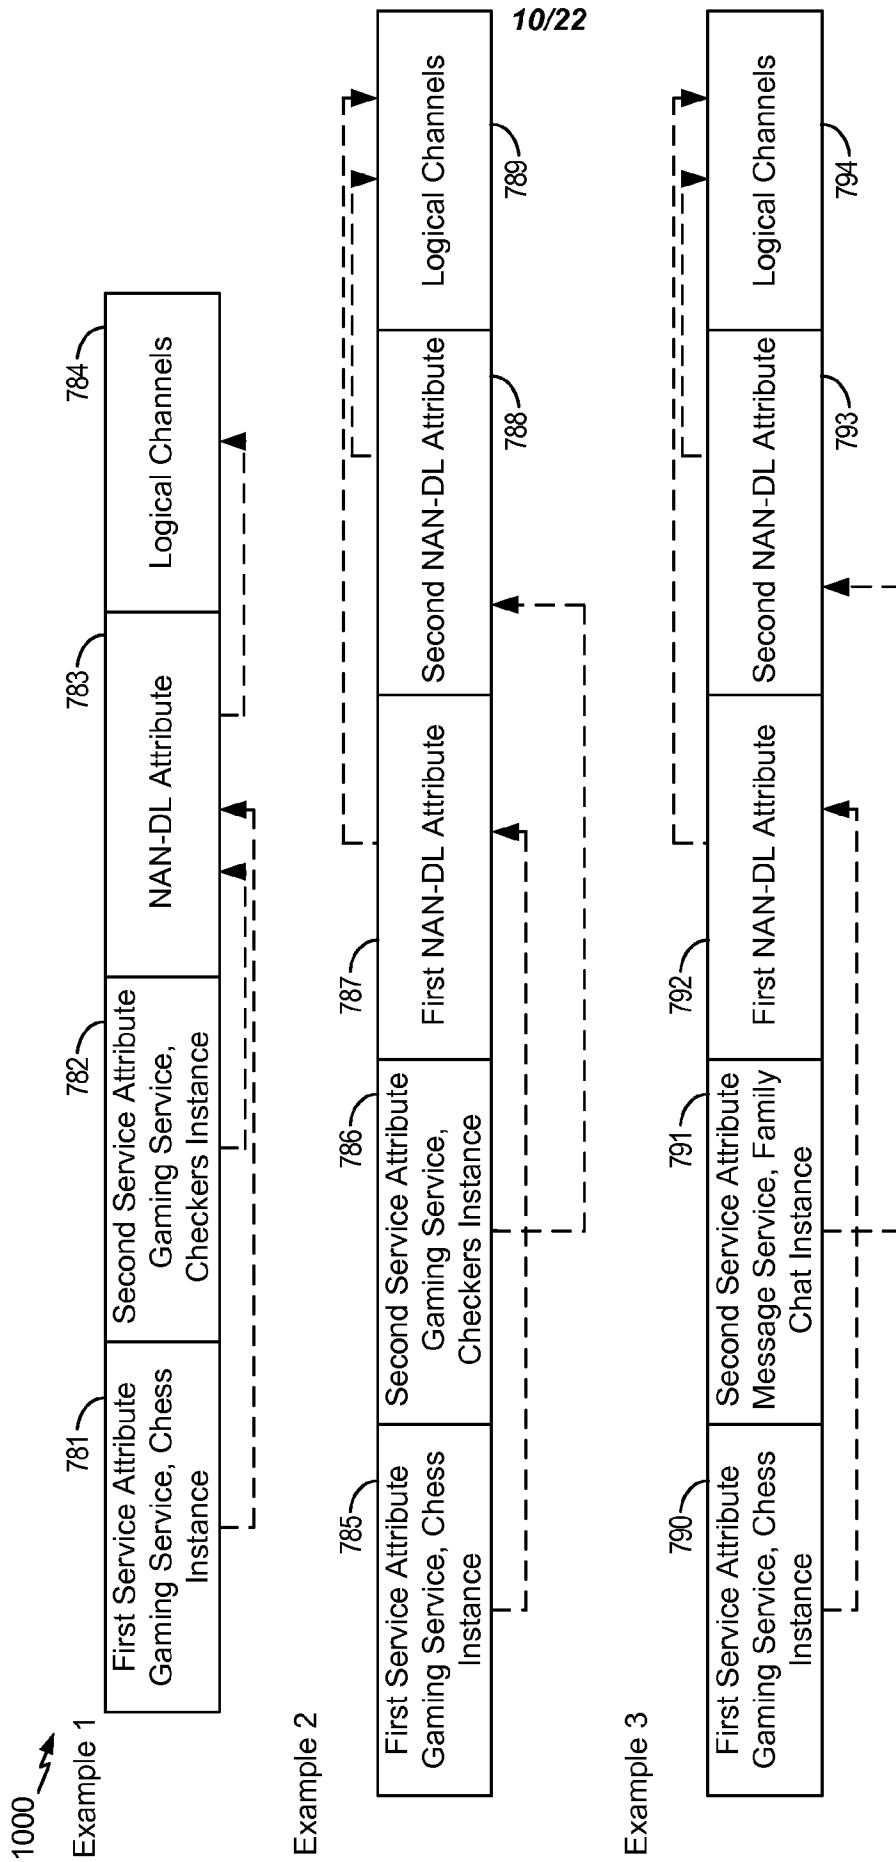 10/22
1000
Example 1
781
782
783
784
First Service Attribute
Gaming Service, Chess
Instance
Second Service Attribute
Gaming Service,
Checkers Instance
NAN-DL Attribute
Logical Channels
Example 2
785
786
787
First Service Attribute
Gaming Service, Chess
Instance
Second Service Attribute
Gaming Service,
Checkers Instance
First NAN-DL Attribute
Second NAN-DL Attribute
Logical Channels
788
789
Example 3
790
791
792
First Service Attribute
Gaming Service, Chess
Instance
Second Service Attribute
Message Service, Family
Chat Instance
First NAN-DL Attribute
Second NAN-DL Attribute
Logical Channels
793
794